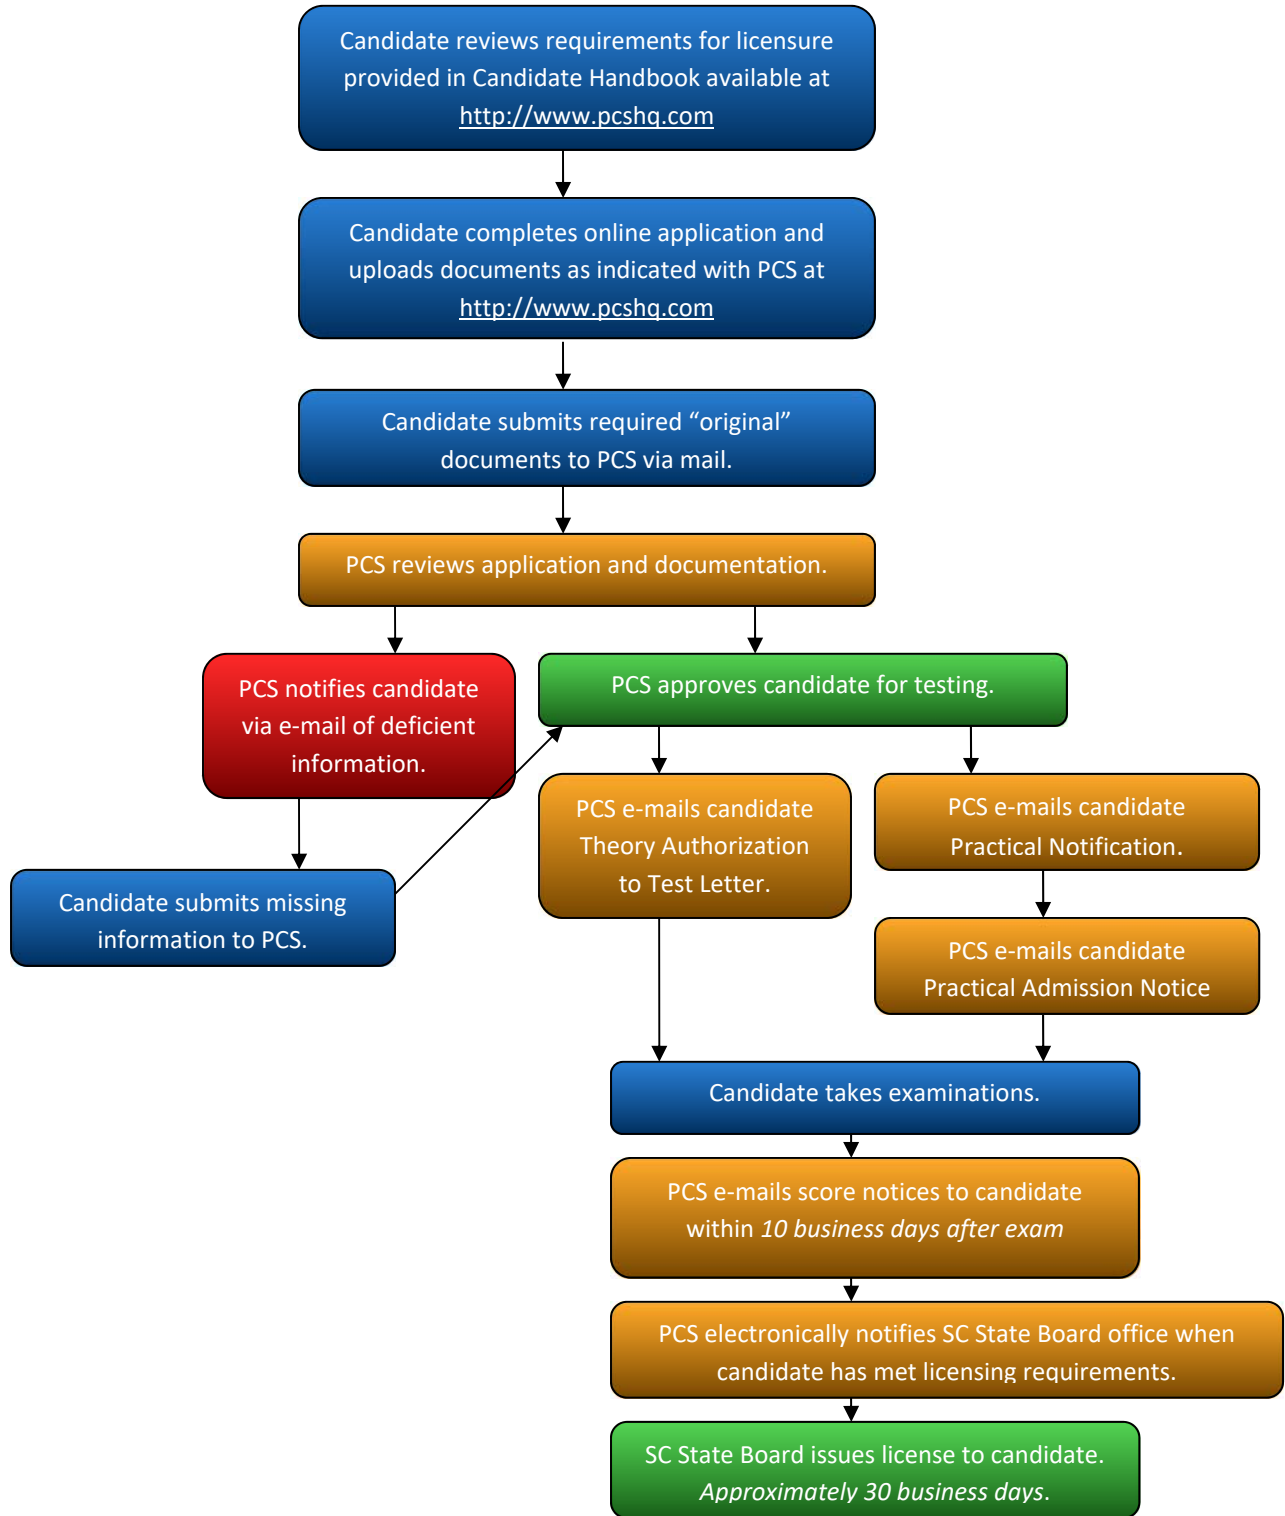 Candidate reviews requirements for licensure
provided in Candidate Handbook available at
http://www.pcshq.com
Candidate completes online application and
uploads documents as indicated with PCS at
http://www.pcshq.com
Candidate submits required “original”
documents to PCS via mail.
PCS reviews application and documentation.
PCS notifies candidate
via e-mail of deficient
information.
PCS approves candidate for testing.
Candidate submits missing
information to PCS.
PCS e-mails candidate
Theory Authorization
to Test Letter.
PCS e-mails candidate
Practical Notification.
PCS e-mails candidate
Practical Admission Notice
Candidate takes examinations.
PCS e-mails score notices to candidate
within 10 business days after exam
PCS electronically notifies SC State Board office when
candidate has met licensing requirements.
SC State Board issues license to candidate.
Approximately 30 business days.